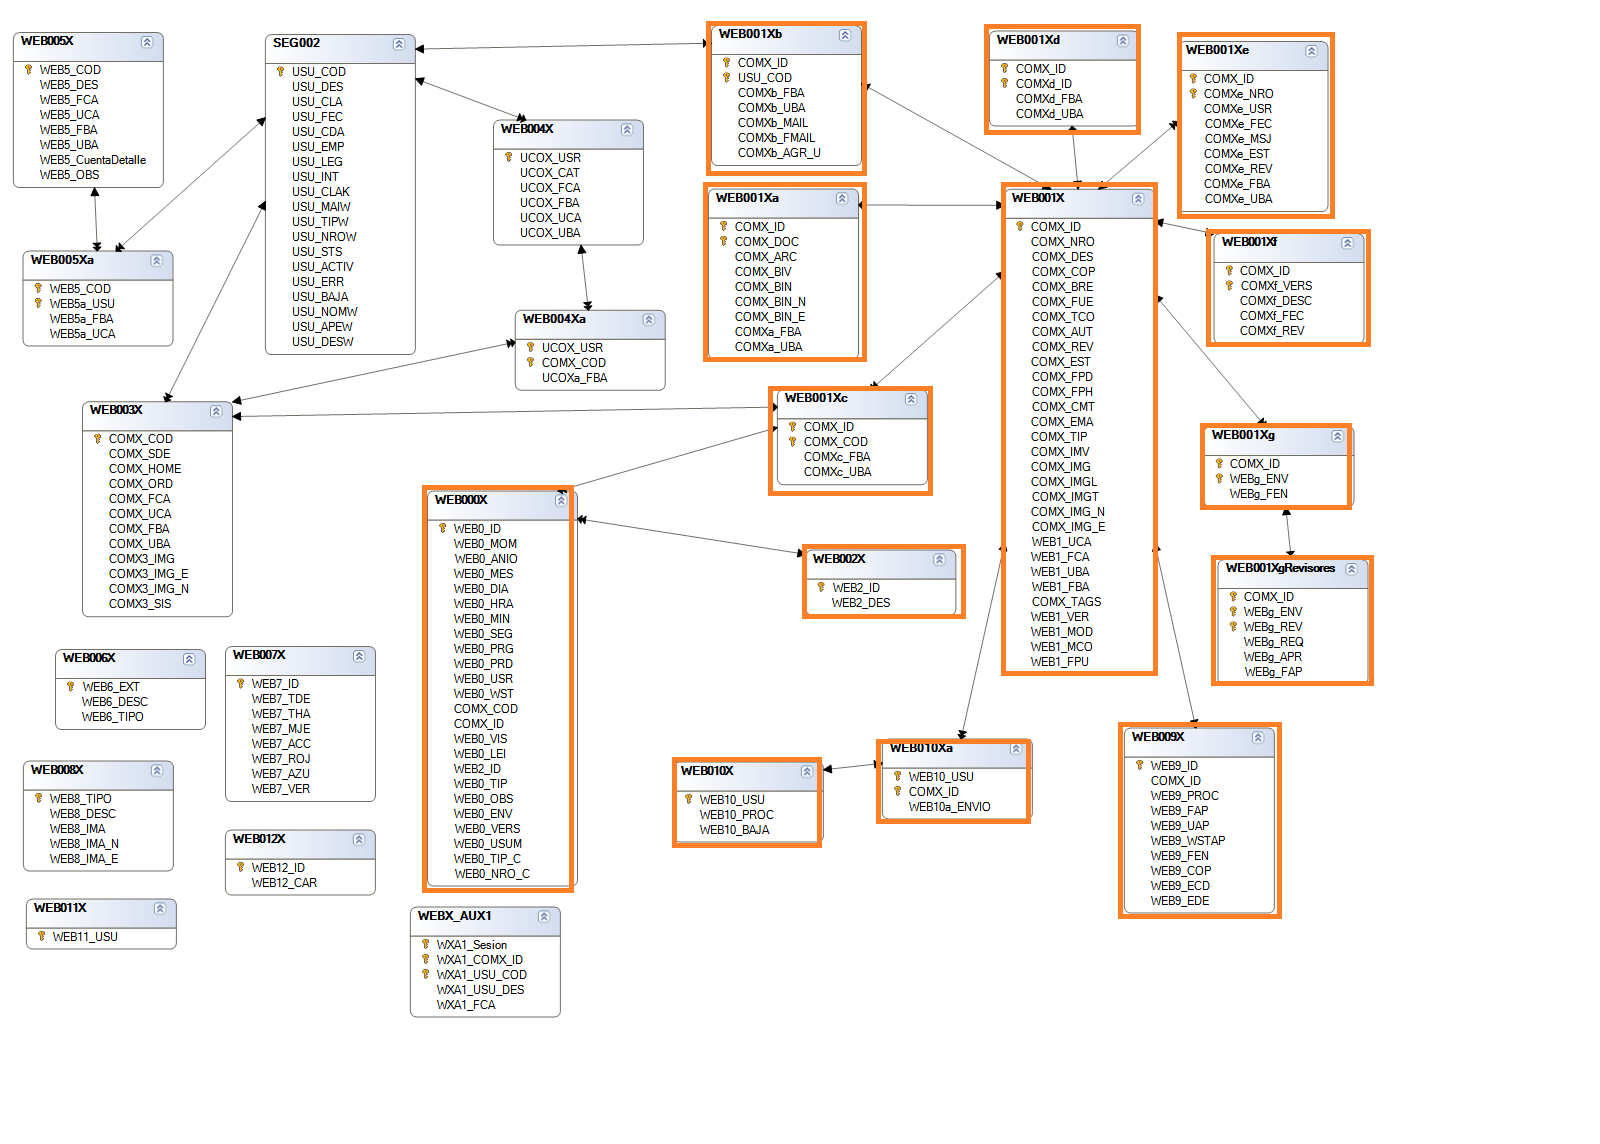 WEB005X
WEB5_COD
WEB5_DES
WEB5_FCA
WEB5_UCA
WEB5_FBA
WEB5_UBA
WEB5_CuentaDetalle
WEB5_OBS
SEG002
USU_COD
USU_DES
USU_CLA
USU_FEC
USU_CDA
USU_EMP
USU_LEG
USU_INT
USU_CLAK
USU_MAIW
USU_TIPW
USU_NROW
USU_STS
USU_ACTIV
USU_ERR
USU_BAJA
USU_NOMW
USU_APEW
USU_DESW
WEB004X
UCOX_USR
UCOX_CAT
UCOX_FCA
UCOX_FBA
UCOX_UCA
UCOX_UBA
WEB001Xb
COMX_ID
USU_COD
COMXb_FBA
COMXb_UBA
COMXb_MAIL
COMXb_FMAIL
COMXb_AGR_U
WEB001Xd
COMX_ID
COMXd_ID
COMXd_FBA
COMXd_UBA
WEB001Xe
COMX_ID
COMXe_NRO
COMXe_USR
COMXe_FEC
COMXe_MSJ
COMXe_EST
COMXe_REV
COMXe_FBA
COMXe_UBA
WEB005Xa
WEB5_COD
WEB5a_USU
WEB5a_FBA
WEB5a_UCA
WEB004Xa
UCOX_USR
COMX_COD
UCOXa_FBA
WEB001Xa
COMX_ID
COMX_DOC
COMX_ARC
COMX_BIV
COMX_BIN
COMX_BIN_N
COMX_BIN_E
COMXa_FBA
COMXa_UBA
WEB001X
COMX_ID
COMX_NRO
COMX_DES
COMX_COP
COMX_BRE
COMX_FUE
COMX_TCO
COMX_AUT
COMX_REV
COMX_EST
COMX_FPD
COMX_FPH
COMX_CMT
COMX_EMA
COMX_TIP
COMX_IMV
COMX_IMG
COMX_IMGL
COMX_IMGT
COMX_IMG_N
COMX_IMG_E
WEB1_UCA
WEB1_FCA
WEB1_UBA
WEB1_FBA
COMX_TAGS
WEB1_VER
WEB1_MOD
WEB1_MCO
WEB1_FPU
WEB001Xf
COMX_ID
COMXf_VERS
COMXf_DESC
COMXf_FEC
COMXf_REV
WEB003X
COMX_COD
COMX_SDE
COMX_HOME
COMX_ORD
COMX_FCA
COMX_UCA
COMX_FBA
COMX_UBA
COMX3_IMG
COMX3_IMG_E
COMX3_IMG_N
COMX3_SIS
WEB001Xc
COMX_ID
COMX_COD
COMXc_FBA
COMXc_UBA
WEB001Xg
COMX_ID
WEBg_ENV
WEBg_FEN
WEB000X
WEB0_ID
WEB0_MOM
WEB0_ANIO
WEB0_MES
WEB0_DIA
WEB0_HRA
WEB0_MIN
WEB0_SEG
WEB0_PRG
WEB0_PRD
WEB0_USR
WEB0_WST
COMX_COD
COMX_ID
WEB0_VIS
WEB0_LEI
WEB2_ID
WEB0_TIP
WEB0_OBS
WEB0_ENV
WEB0_VERS
WEB0_USUM
WEB0_TIP_C
WEB0_NRO_C
WEB002X
WEB2_ID
WEB2_DES
WEB001XgRevisores
COMX_ID
WEBg_ENV
WEBg_REV
WEBg_REQ
WEBg_APR
WEBg_FAP
WEB006X
WEB6_EXT
WEB6_DESC
WEB6_TIPO
WEB007X
WEB7_ID
WEB7_TDE
WEB7_THA
WEB7_MJE
WEB7_ACC
WEB7_ROJ
WEB7_AZU
WEB7_VER
WEB008X
WEB8_TIPO
WEB8_DESC
WEB8_IMA
WEB8_IMA_N
WEB8_IMA_E
WEB010X
WEB10_USU
WEB10_PROC
WEB10_BAJA
WEB010Xa
WEB10_USU
COMX_ID
WEB10a_ENVIO
WEB009X
WEB9_ID
COMX_ID
WEB9_PROC
WEB9_FAP
WEB9_UAP
WEB9_WSTAP
WEB9_FEN
WEB9_COP
WEB9_ECD
WEB9_EDE
WEB012X
WEB12_ID
WEB12_CAR
WEB011X
WEB11_USU
WEBX_AUX1
WXA1_Sesion
WXA1_COMX_ID
WXA1_USU_COD
WXA1_USU_DES
WXA1_FCA